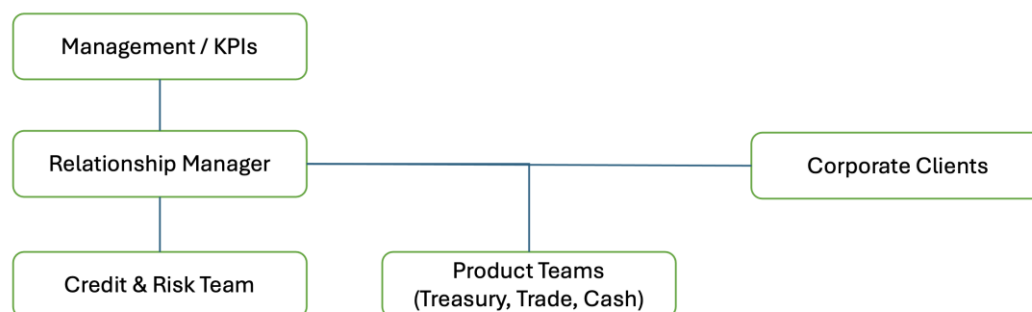 Management / KPIs
Relationship Manager
Corporate Clients
Credit & Risk Team
Product Teams
(Treasury, Trade, Cash)